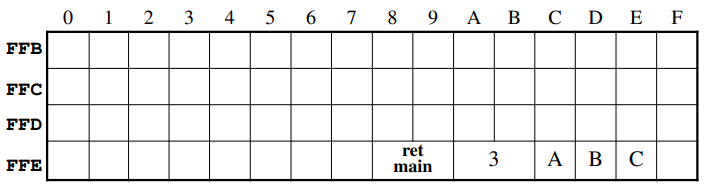 0 1 2 3 4 5 6 7 8 9 A B C D E F
FFB
FFC
FFD
FFE ret main 3 A B C